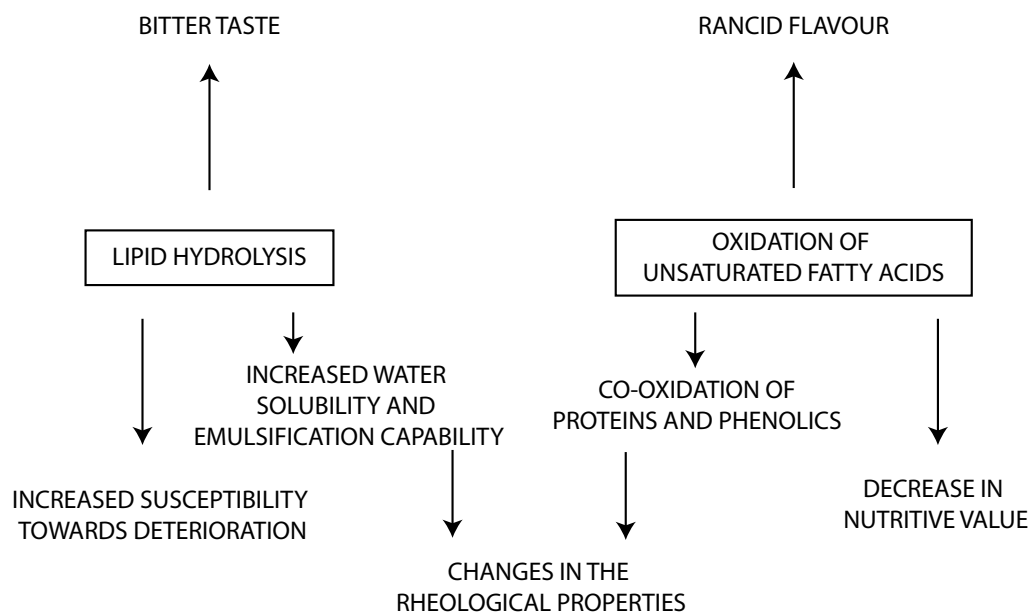 BITTER TASTE
RANCID FLAVOUR
LIPID HYDROLYSIS
OXIDATION OF
UNSATURATED FATTY ACIDS
INCREASED WATER
SOLUBILITY AND
EMULSIFICATION CAPABILITY
CO-OXIDATION OF
PROTEINS AND PHENOLICS
INCREASED SUSCEPTIBILITY
TOWARDS DETERIORATION
DECREASE IN
NUTRITIVE VALUE
CHANGES IN THE
RHEOLOGICAL PROPERTIES